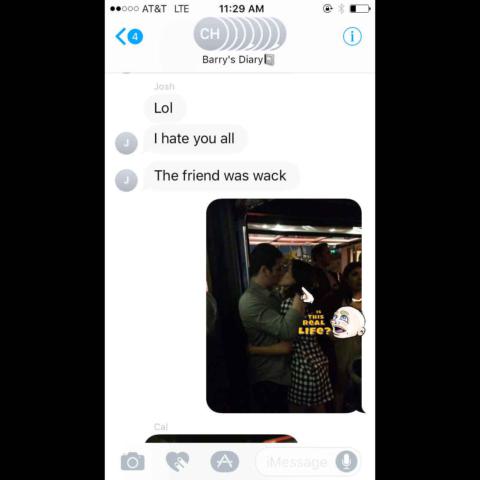 AT&T LTE 11:29 AM
4
CH
Barry's Diary
Josh
Lol
I hate you all
J
The friend was wack
J
IS
THIS
REAL
LIFE?
Cal
iMessage